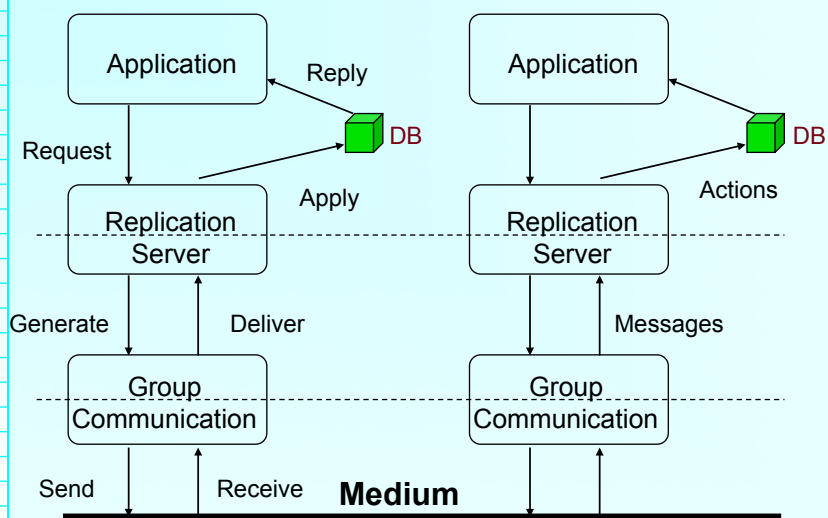 Application
Reply
Application
DB
DB
Request
Apply
Actions
Replication
Server
Replication
Server
Generate
Deliver
Messages
Group
Communication
Group
Communication
Send
Receive
Medium